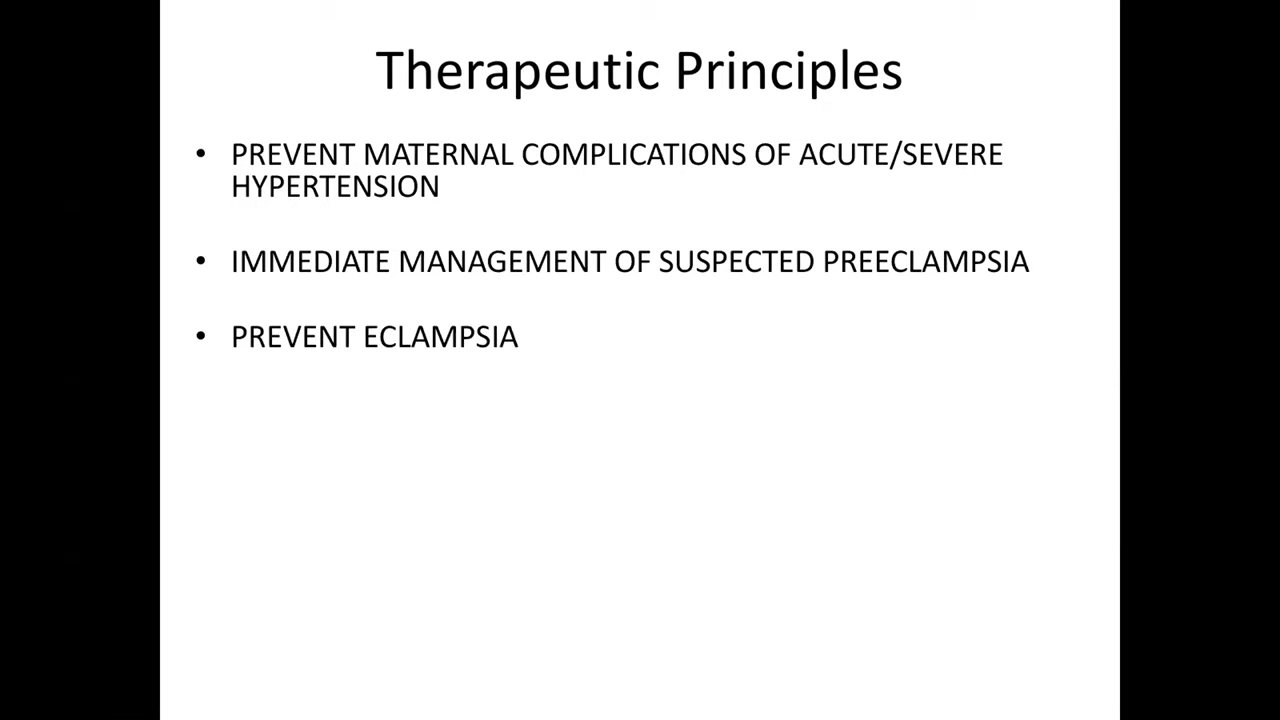 Therapeutic Principles
• PREVENT MATERNAL COMPLICATIONS OF ACUTE/SEVERE
HYPERTENSION
• IMMEDIATE MANAGEMENT OF SUSPECTED PREECLAMPSIA
• PREVENT ECLAMPSIA